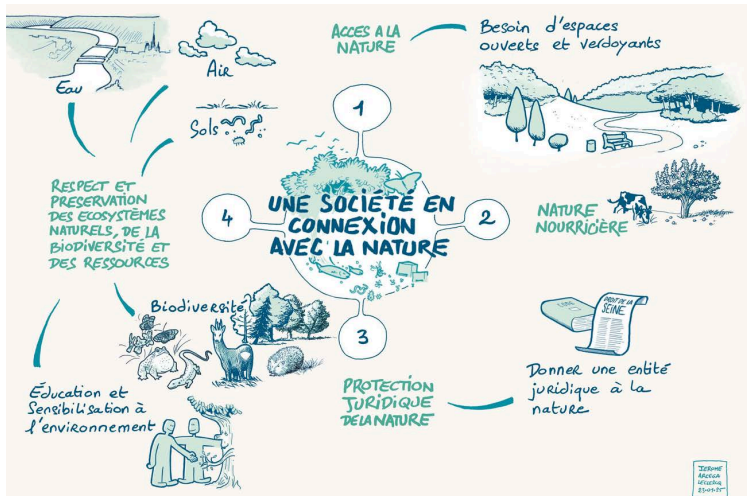 UNE SOCIÉTÉ EN
CONNEXION
AVEC LA NATURE
1
ACCES A LA
NATURE
Besoin d'espaces
ouverts et verdoyants
2
NATURE
NOURRICIÈRE
3
PROTECTION
JURIDIQUE
DE LA NATURE
DROIT DE LA
SEINE
Donner une entité
juridique à la
nature
4
RESPECT ET
PRESERVATION
DES ECOSYSTÈMES
NATURELS, DE LA
BIODIVERSITÉ ET
DES RESSOURCES
Eau
Air
Sols
Biodiversité
Éducation et
Sensibilisation à
l'environnement
JEROME